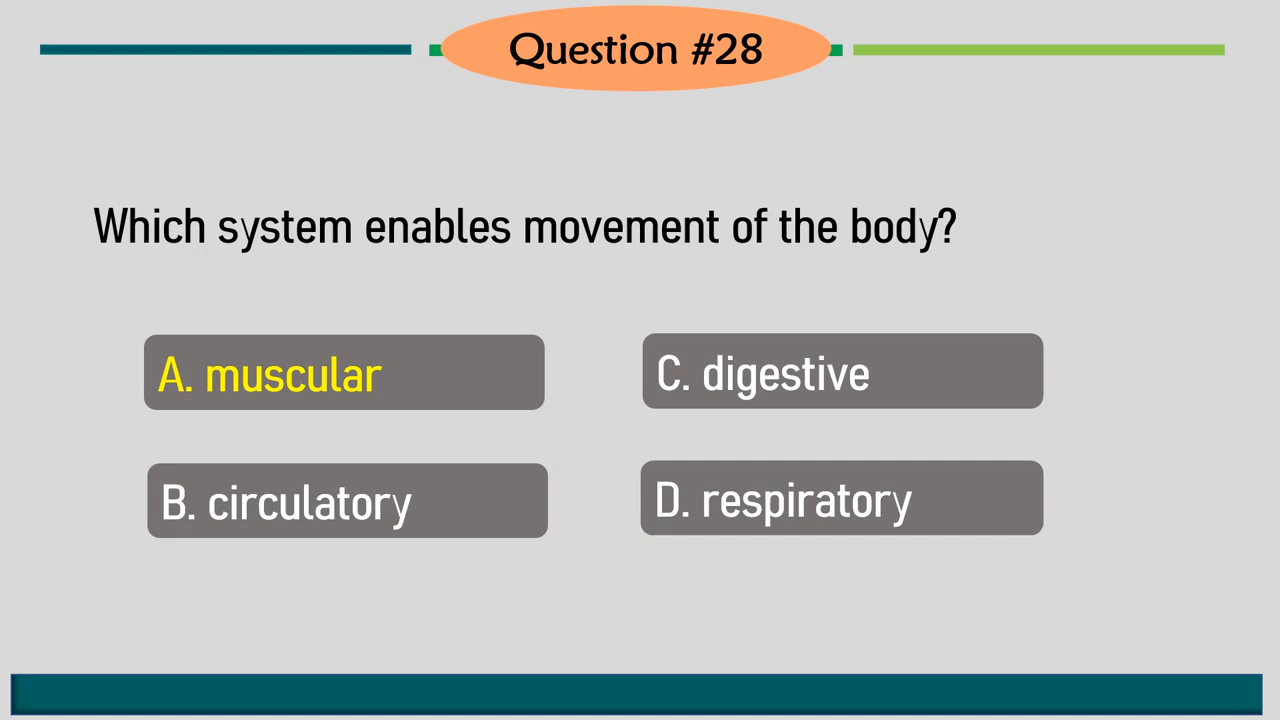 Question #28
Which system enables movement of the body?
A. muscular
C. digestive
B. circulatory
D. respiratory